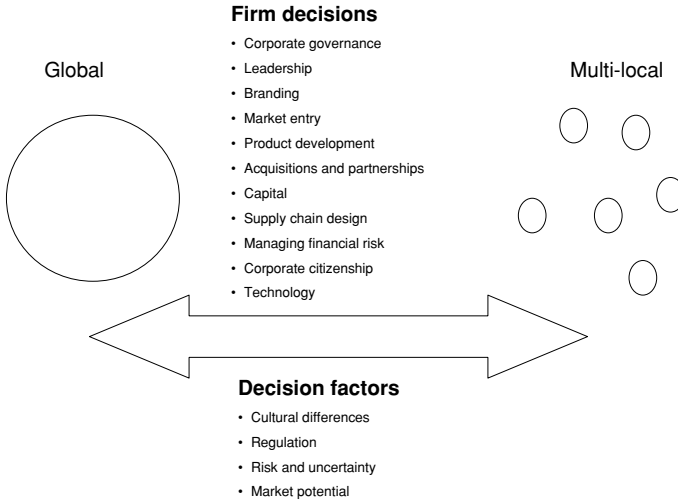 Firm decisions
• Corporate governance
Global
• Leadership
Multi-local
• Branding
• Market entry
• Product development
• Acquisitions and partnerships
• Capital
• Supply chain design
• Managing financial risk
• Corporate citizenship
• Technology
Decision factors
• Cultural differences
• Regulation
• Risk and uncertainty
• Market potential